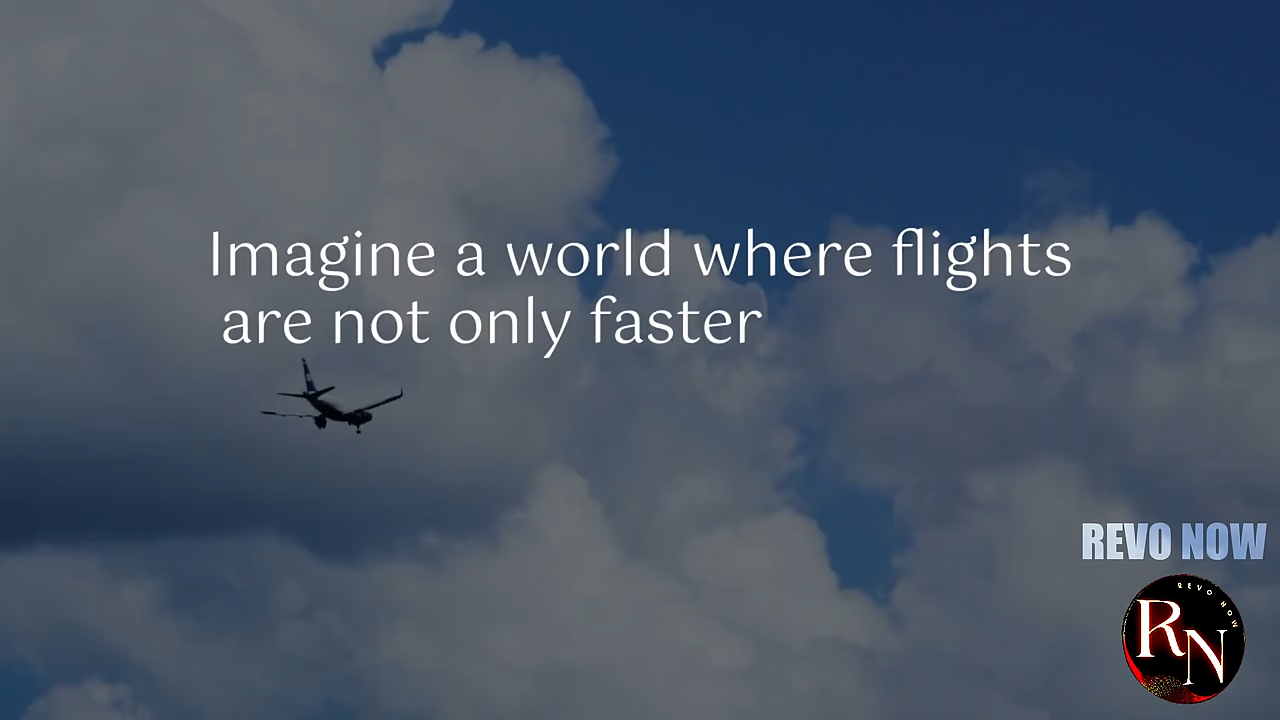 Imagine a world where flights
are not only faster
REVO NOW
REVO NOW
RN